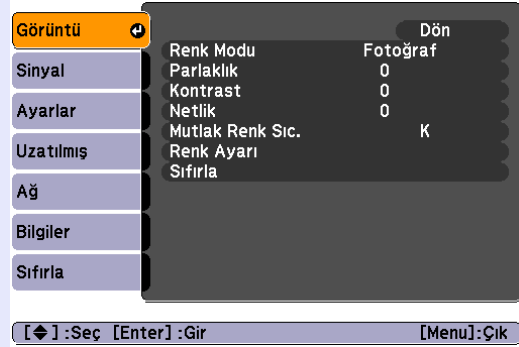 Görüntü
Sinyal
Ayarlar
Uzatılmış
Ağ
Bilgiler
Sıfırla
Dön
Renk Modu Fotoğraf
Parlaklık 0
Kontrast 0
Netlik 0
Mutlak Renk Sıc. K
Renk Ayarı
Sıfırla
[◆] :Seç [Enter] :Gir [Menu]:Çık